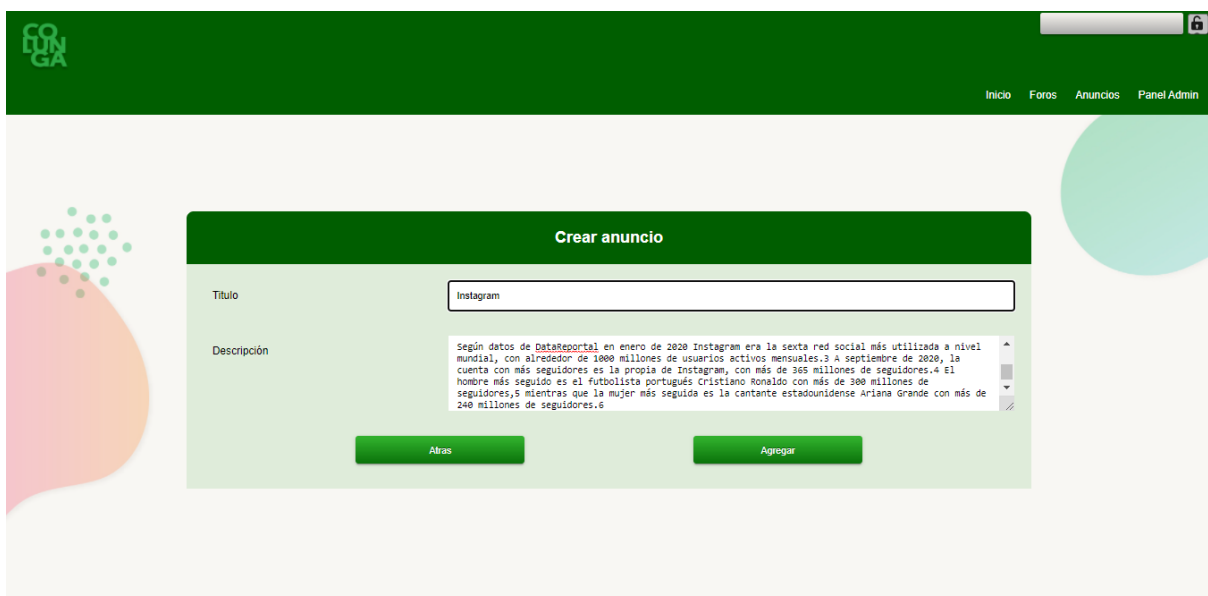 CO
LUN
GA
Inicio Foros Anuncios Panel Admin
Crear anuncio
Titulo
Instagram
Descripción
Según datos de DataReportal en enero de 2020 Instagram era la sexta red social más utilizada a nivel
mundial, con alrededor de 1000 millones de usuarios activos mensuales.3 A septiembre de 2020, la
cuenta con más seguidores es la propia de Instagram, con más de 365 millones de seguidores.4 El
hombre más seguido es el futbolista portugués Cristiano Ronaldo con más de 300 millones de
seguidores,5 mientras que la mujer más seguida es la cantante estadounidense Ariana Grande con más de
240 millones de seguidores.6
Atras Agregar